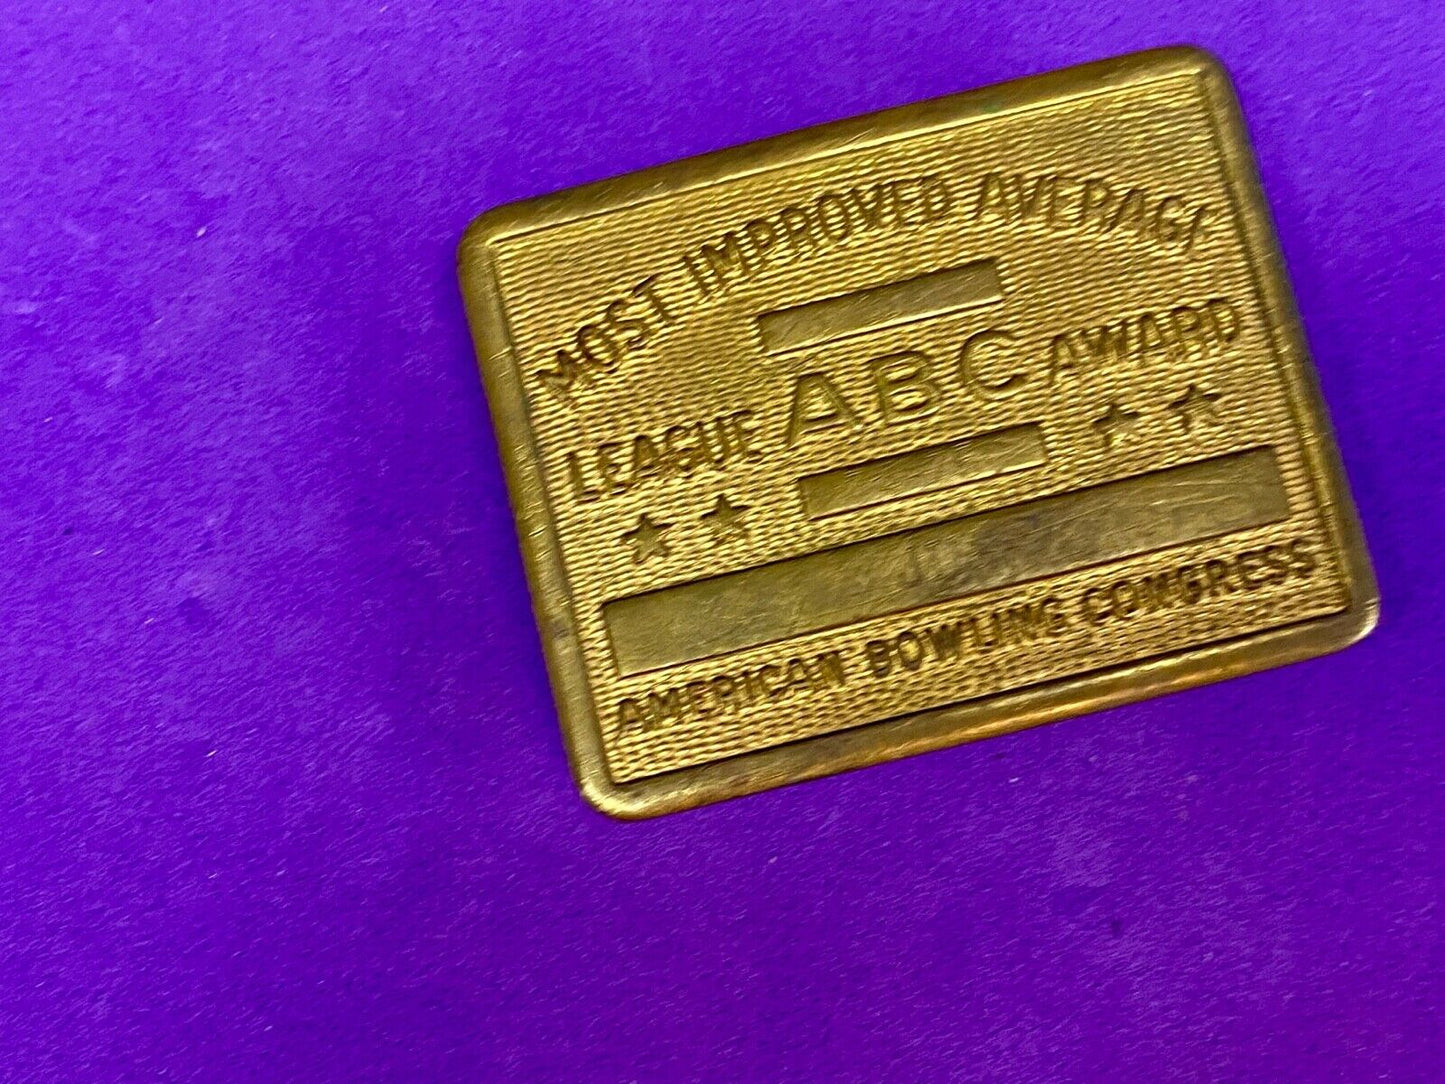 MOST IMPROVED AVERAGE
LEAGUE ABC AWARD
AMERICAN BOWLING CONGRESS